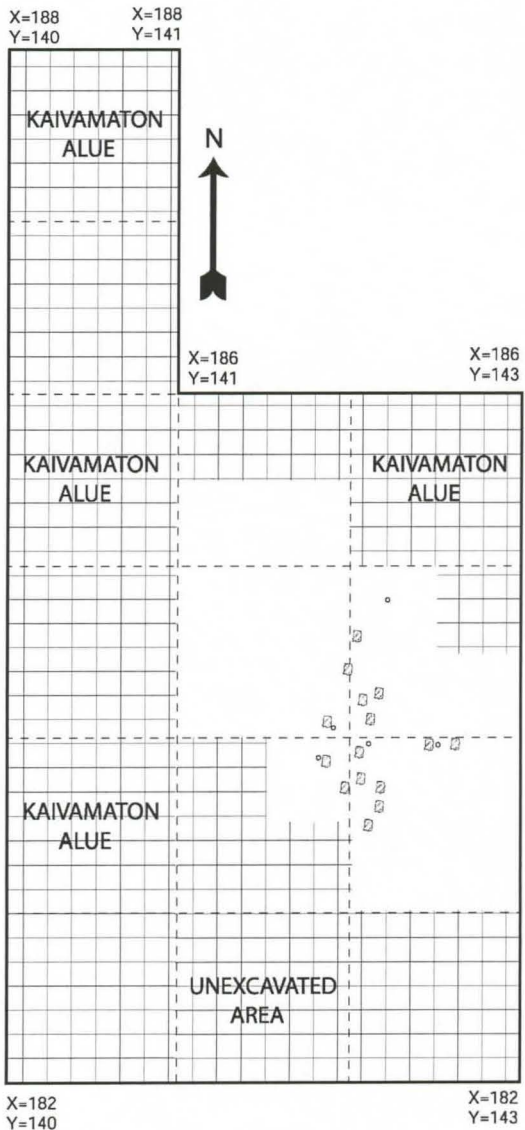 X=188
Y=140
X=188
Y=141
KAIVAMATON
ALUE
N
X=186
Y=141
X=186
Y=143
KAIVAMATON
ALUE
KAIVAMATON
ALUE
KAIVAMATON
ALUE
UNEXCAVATED
AREA
X=182
Y=140
X=182
Y=143